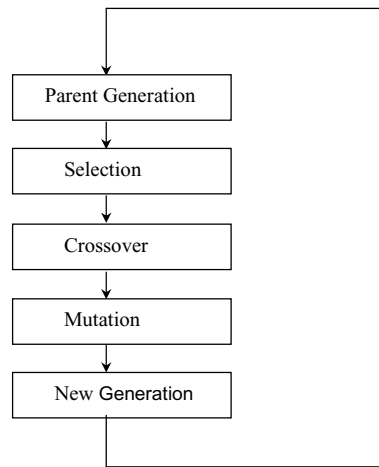 Parent Generation
Selection
Crossover
Mutation
New Generation